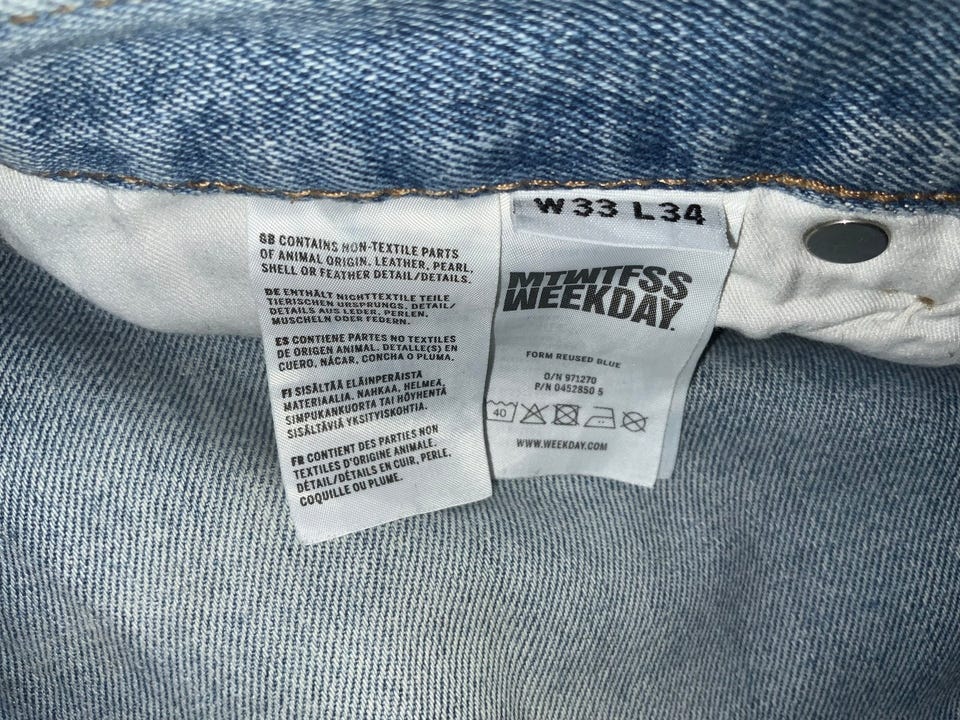 GB CONTAINS NON-TEXTILE PARTS
OF ANIMAL ORIGIN. LEATHER, PEARL,
SHELL OR FEATHER DETAIL/DETAILS.
DE ENTHÄLT NICHTTEXTILE TEILE
TIERISCHEN URSPRUNGS. DETAIL/
DETAILS AUS LEDER, PERLEN,
MUSCHELN ODER FEDERN.
ES CONTIENE PARTES NO TEXTILES
DE ORIGEN ANIMAL. DETALLE(S) EN
CUERO, NÁCAR, CONCHA O PLUMA.
FI SISÄLTÄÄ ELÄINPERÄISTÄ
MATERIAALIA. NAHKAA, HELMEÄ,
SIMPUKANKUORTA TAI HÖYHENTÄ
SISÄLTÄVIÄ YKSITYISKOHTIA.
FR CONTIENT DES PARTIES NON
TEXTILES D'ORIGINE ANIMALE.
DÉTAIL/DÉTAILS EN CUIR, PERLE,
COQUILLE OU PLUME.
W33 L34
MTWTFSS
WEEKDAY.
FORM REUSED BLUE
O/N 971270
P/N 0452850 5
40
WWW.WEEKDAY.COM